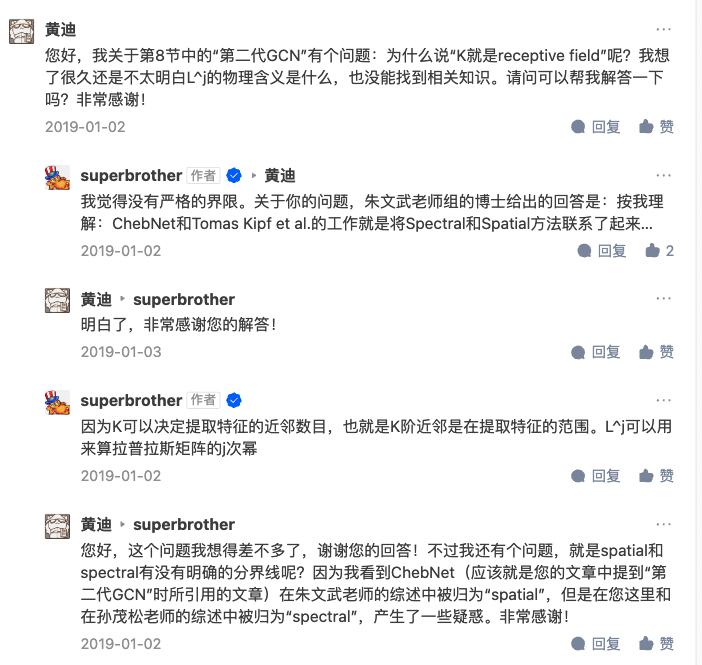 黄迪
您好，我关于第8节中的“第二代GCN”有个问题：为什么说“K就是receptive field”呢？我想
了很久还是不太明白L^j的物理含义是什么，也没能找到相关知识。请问可以帮我解答一下
吗？非常感谢！
2019-01-02 回复 赞
superbrother 作者 黄迪
我觉得没有严格的界限。关于你的问题，朱文武老师组的博士给出的回答是：按我理
解：ChebNet和Tomas Kipf et al.的工作就是将Spectral和Spatial方法联系了起来...
2019-01-02 回复 2
黄迪 superbrother
明白了，非常感谢您的解答！
2019-01-03 回复 赞
superbrother 作者
因为K可以决定提取特征的近邻数目，也就是K阶近邻是在提取特征的范围。L^j可以用
来算拉普拉斯矩阵的j次幂
2019-01-02 回复 赞
黄迪 superbrother
您好，这个问题我想得差不多了，谢谢您的回答！不过我还有个问题，就是spatial和
spectral有没有明确的分界线呢？因为我看到ChebNet（应该就是您的文章中提到“第
二代GCN”时所引用的文章）在朱文武老师的综述中被归为“spatial”，但是在您这里和
在孙茂松老师的综述中被归为“spectral”，产生了一些疑惑。非常感谢！
2019-01-02 回复 赞